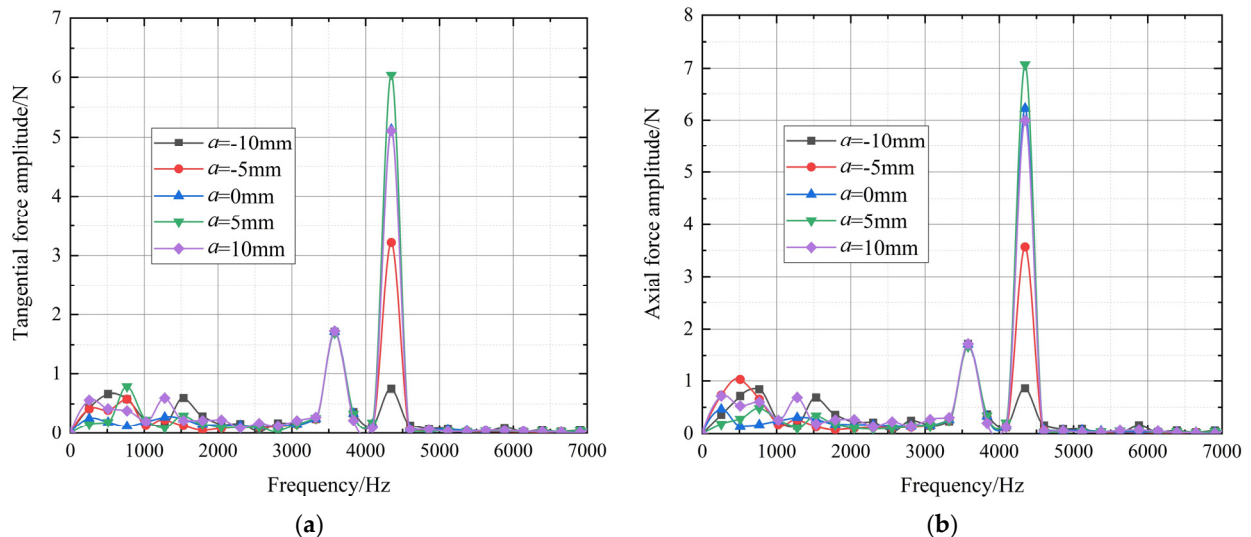 7
6
5
4
3
2
1
0
Tangential force amplitude/N
a=-10mm
a=-5mm
a=0mm
a=5mm
a=10mm
0 1000 2000 3000 4000 5000 6000 7000
Frequency/Hz
(a)
8
7
6
5
4
3
2
1
0
Axial force amplitude/N
a=-10mm
a=-5mm
a=0mm
a=5mm
a=10mm
0 1000 2000 3000 4000 5000 6000 7000
Frequency/Hz
(b)